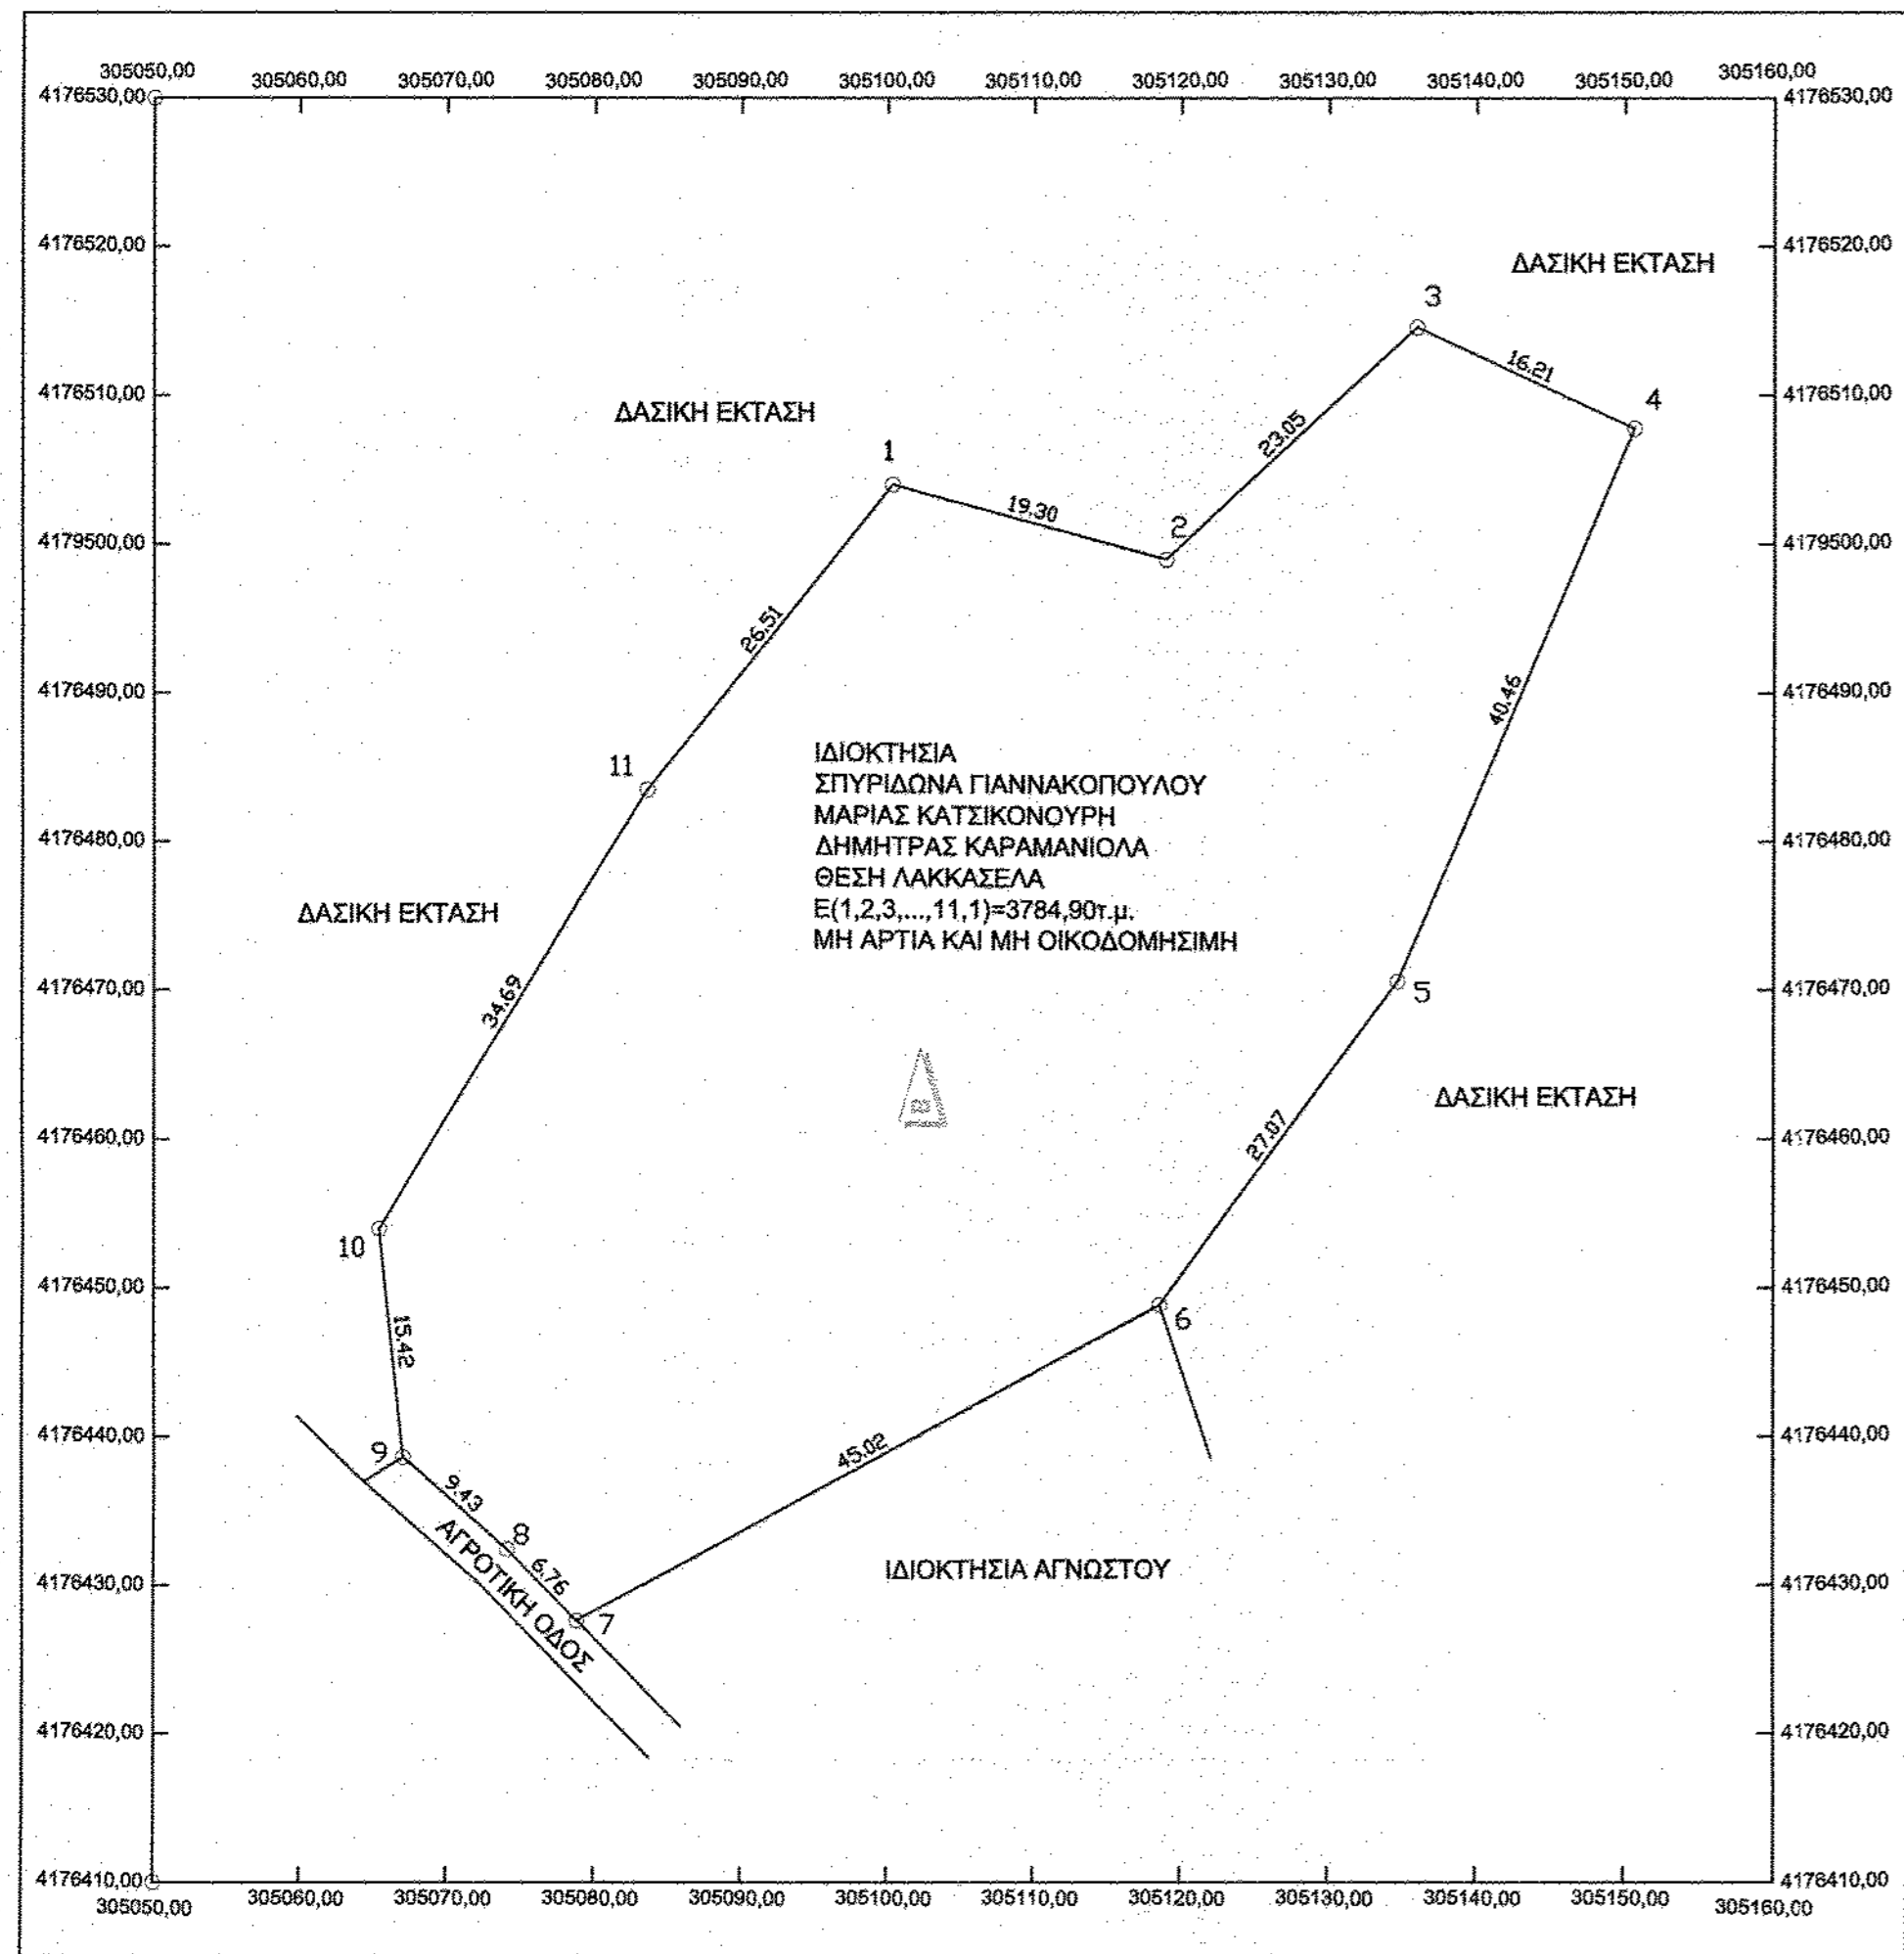 305050,00 305060,00 305070,00 305080,00 305090,00 305100,00 305110,00 305120,00 305130,00 305140,00 305150,00 305160,00
4176530,00 4176530,00
4176520,00 4176520,00
ΔΑΣΙΚΗ ΕΚΤΑΣΗ
3
16.21
4176510,00 4176510,00
4
ΔΑΣΙΚΗ ΕΚΤΑΣΗ
23.05
1
19.30
2
4179500,00 4179500,00
26.51
4176490,00 4176490,00
40.46
11
ΙΔΙΟΚΤΗΣΙΑ
ΣΠΥΡΙΔΩΝΑ ΓΙΑΝΝΑΚΟΠΟΥΛΟΥ
ΜΑΡΙΑΣ ΚΑΤΣΙΚΟΝΟΥΡΗ
4176480,00 4176480,00
ΔΗΜΗΤΡΑΣ ΚΑΡΑΜΑΝΙΟΛΑ
ΘΕΣΗ ΛΑΚΚΑΣΕΛΑ
Ε(1,2,3,...,11,1)=3784,90τ.μ.
ΜΗ ΑΡΤΙΑ ΚΑΙ ΜΗ ΟΙΚΟΔΟΜΗΣΙΜΗ
ΔΑΣΙΚΗ ΕΚΤΑΣΗ
4176470,00 4176470,00
5
34.69
ΔΑΣΙΚΗ ΕΚΤΑΣΗ
Β
4176460,00 4176460,00
27.07
10
4176450,00 4176450,00
6
15.42
4176440,00 4176440,00
9
45.02
9.43
8
ΑΓΡΟΤΙΚΗ ΟΔΟΣ
6.76
7
ΙΔΙΟΚΤΗΣΙΑ ΑΓΝΩΣΤΟΥ
4176430,00 4176430,00
4176420,00 4176420,00
4176410,00 4176410,00
305050,00 305060,00 305070,00 305080,00 305090,00 305100,00 305110,00 305120,00 305130,00 305140,00 305150,00 305160,00